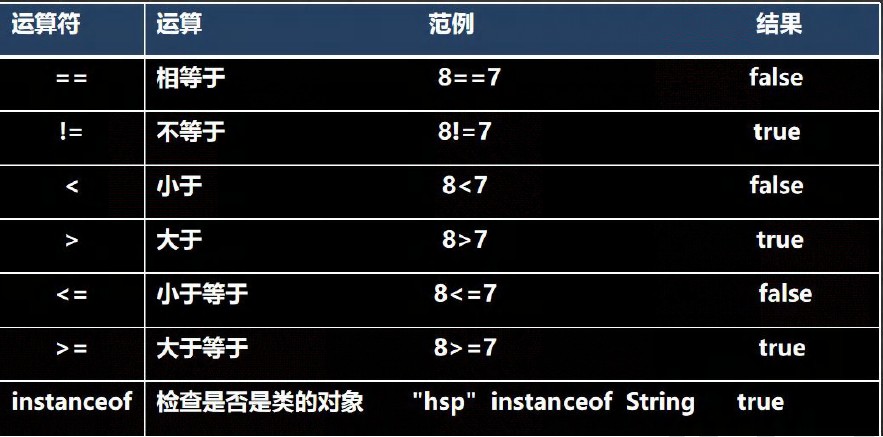 运算符 运算 范例 结果
== 相等于 8==7 false
!= 不等于 8!=7 true
< 小于 8<7 false
> 大于 8>7 true
<= 小于等于 8<=7 false
>= 大于等于 8>=7 true
instanceof 检查是否是类的对象 "hsp" instanceof String true